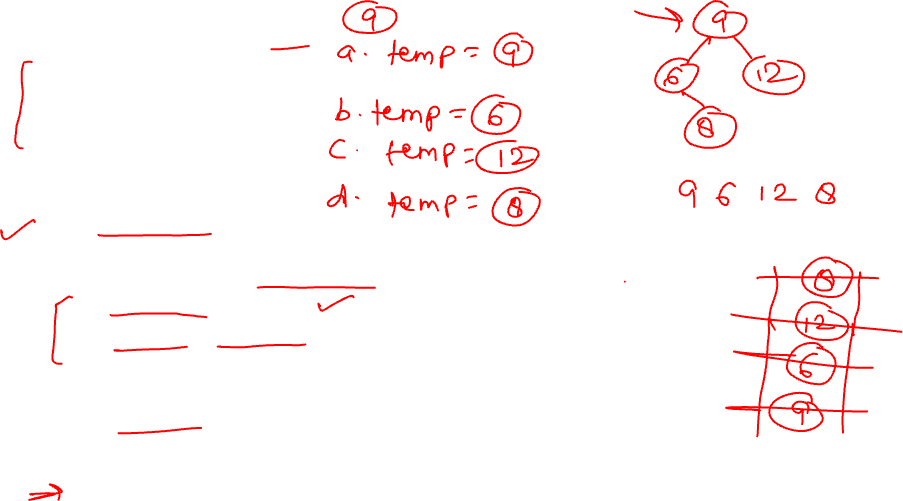 9
a. temp = 9
b. temp = 6
c. temp = 12
d. temp = 8
9
6 12
8
9 6 12 8
8
12
6
9